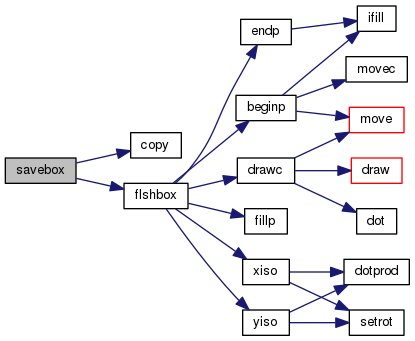 savebox
copy
flshbox
endp
beginp
drawc
fillp
xiso
yiso
ifill
movec
move
draw
dot
dotprod
setrot